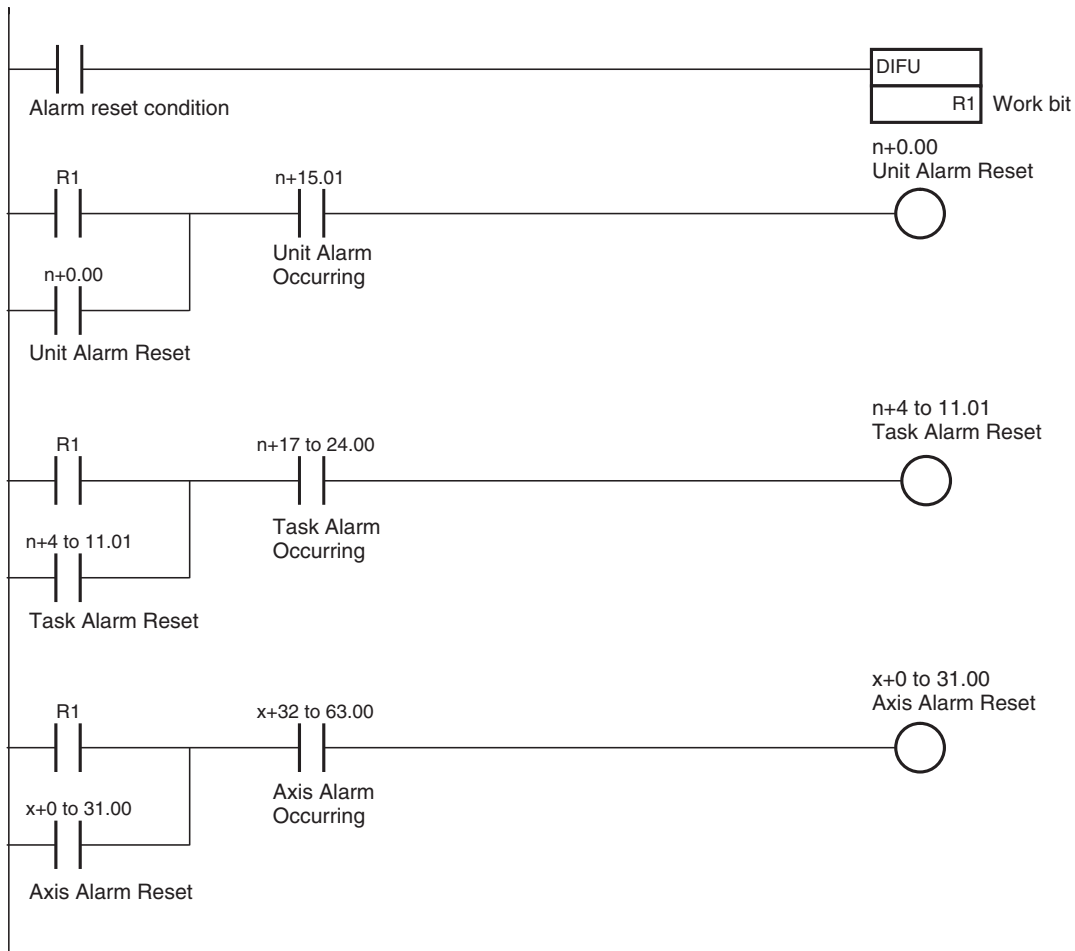 DIFU
Alarm reset condition
R1 Work bit
n+0.00
Unit Alarm Reset
R1
n+15.01
Unit Alarm
Occurring
n+0.00
Unit Alarm Reset
n+4 to 11.01
Task Alarm Reset
R1
n+17 to 24.00
Task Alarm
Occurring
n+4 to 11.01
Task Alarm Reset
x+0 to 31.00
Axis Alarm Reset
R1
x+32 to 63.00
Axis Alarm
Occurring
x+0 to 31.00
Axis Alarm Reset